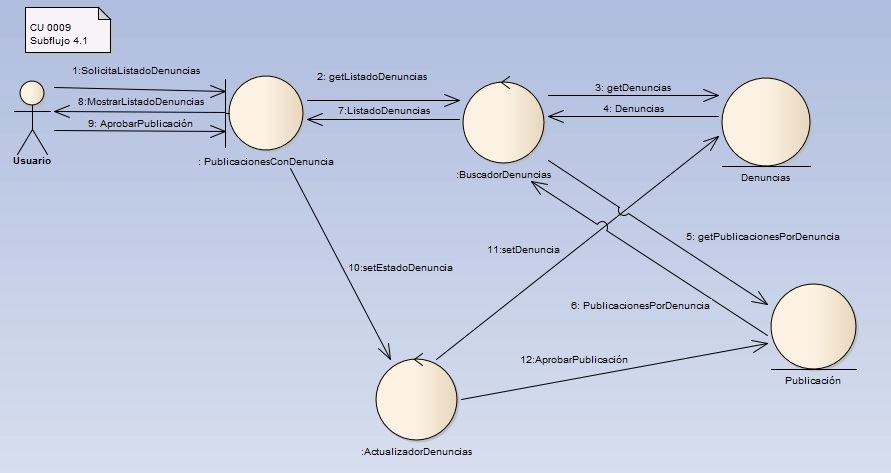 CU 0009
Subflujo 4.1
1:SolicitaListadoDenuncias
2: getListadoDenuncias
3: getDenuncias
8:MostrarListadoDenuncias
7:ListadoDenuncias
4: Denuncias
9: AprobarPublicación
Usuario
: PublicacionesConDenuncia
:BuscadorDenuncias
Denuncias
5: getPublicacionesPorDenuncia
11:setDenuncia
10:setEstadoDenuncia
6: PublicacionesPorDenuncia
12:AprobarPublicación
Publicación
:ActualizadorDenuncias